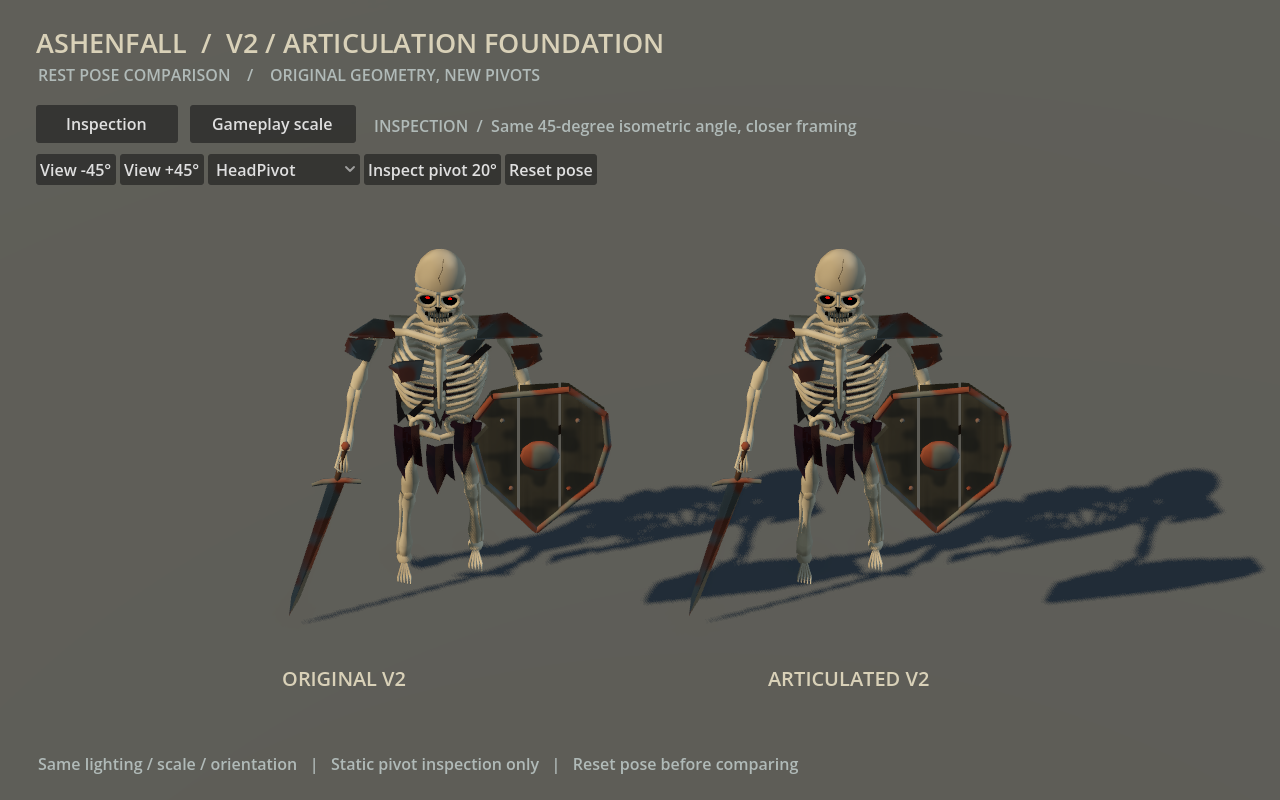 ASHENFALL / V2 / ARTICULATION FOUNDATION
REST POSE COMPARISON / ORIGINAL GEOMETRY, NEW PIVOTS
Inspection Gameplay scale INSPECTION / Same 45-degree isometric angle, closer framing
View -45° View +45° HeadPivot Inspect pivot 20° Reset pose
ORIGINAL V2 ARTICULATED V2
Same lighting / scale / orientation | Static pivot inspection only | Reset pose before comparing